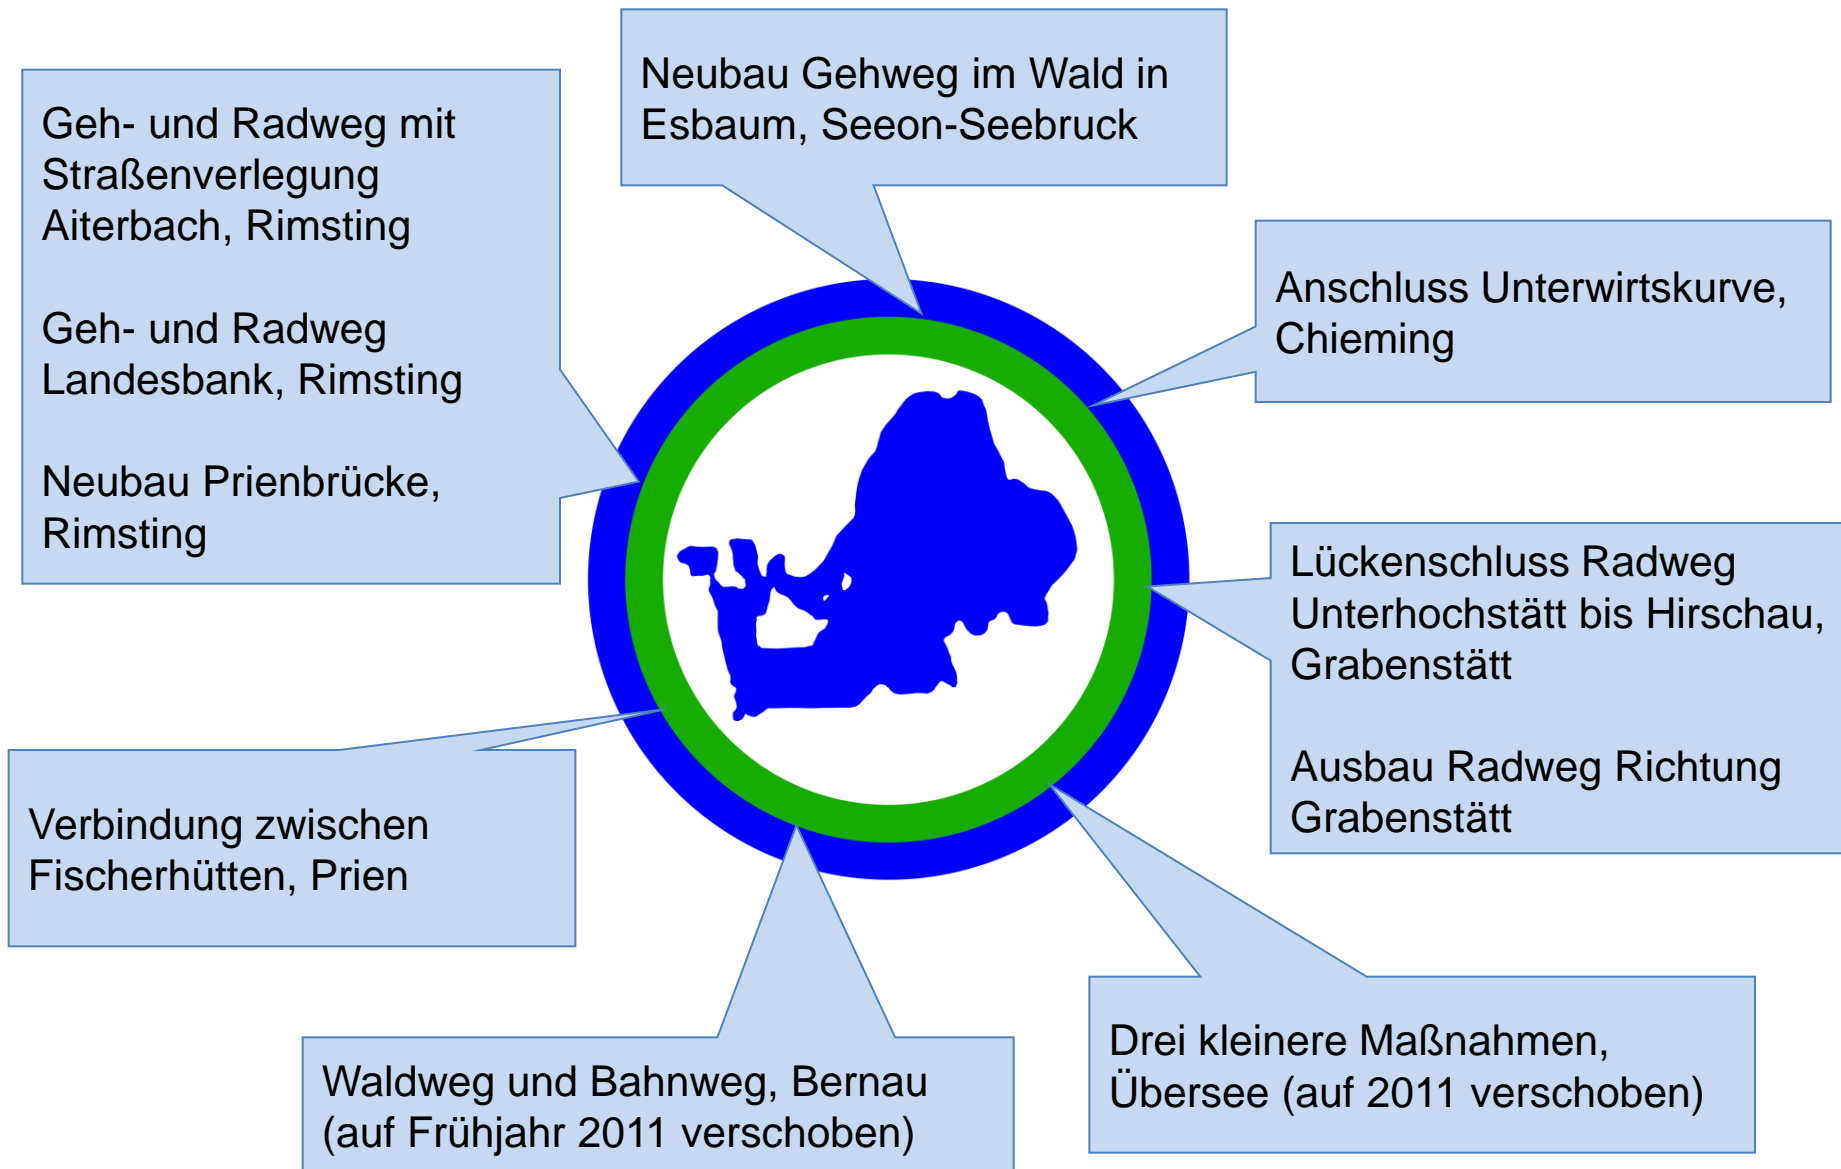 Neubau Gehweg im Wald in
Esbaum, Seeon-Seebruck
Geh- und Radweg mit
Straßenverlegung
Aiterbach, Rimsting
Geh- und Radweg
Landesbank, Rimsting
Neubau Prienbrücke,
Rimsting
Anschluss Unterwirtskurve,
Chieming
Lückenschluss Radweg
Unterhochstätt bis Hirschau,
Grabenstätt
Ausbau Radweg Richtung
Grabenstätt
Verbindung zwischen
Fischerhütten, Prien
Drei kleinere Maßnahmen,
Übersee (auf 2011 verschoben)
Waldweg und Bahnweg, Bernau
(auf Frühjahr 2011 verschoben)